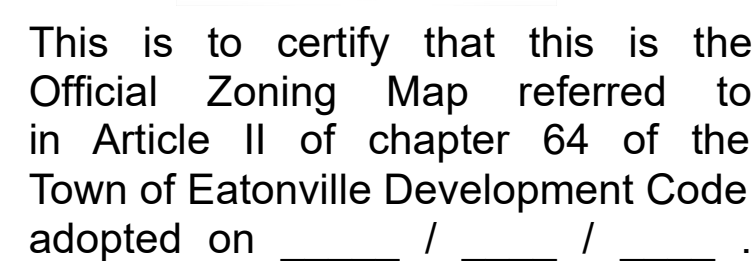 This is to certify that this is the
Official Zoning Map referred to
in Article II of chapter 64 of the
Town of Eatonville Development Code
adopted on _____ / ____ / ____ .